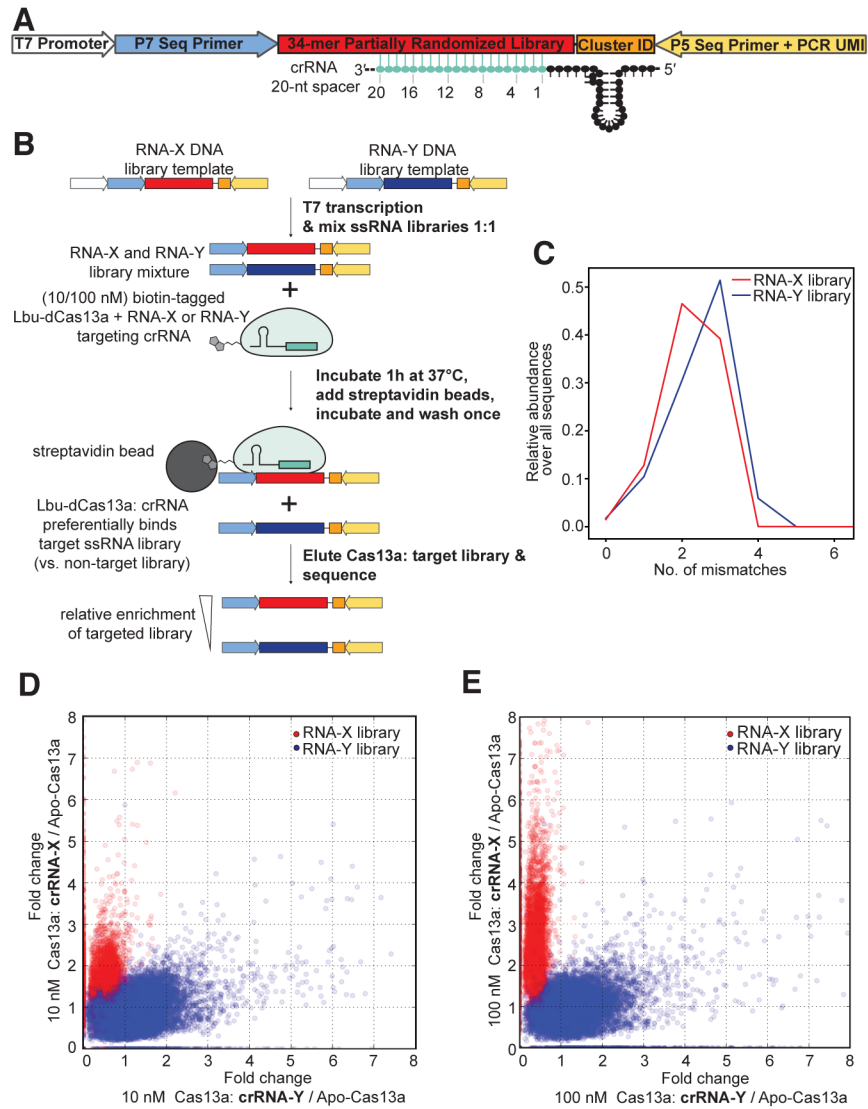 A
T7 Promoter
P7 Seq Primer
34-mer Partially Randomized Library
Cluster ID
P5 Seq Primer + PCR UMI
crRNA
20-nt spacer
3'
5'
20 16 12 8 4 1
B
RNA-X DNA
library template
RNA-Y DNA
library template
T7 transcription
& mix ssRNA libraries 1:1
RNA-X and RNA-Y
library mixture
+
(10/100 nM) biotin-tagged
Lbu-dCas13a + RNA-X or RNA-Y
targeting crRNA
Incubate 1h at 37°C,
add streptavidin beads,
incubate and wash once
streptavidin bead
+
Lbu-dCas13a: crRNA
preferentially binds
target ssRNA library
(vs. non-target library)
Elute Cas13a: target library &
sequence
relative enrichment
of targeted library
C
RNA-X library
RNA-Y library
Relative abundance
over all sequences
0.5
0.4
0.3
0.2
0.1
0.0
0 2 4 6
No. of mismatches
D
RNA-X library
RNA-Y library
Fold change
10 nM Cas13a: crRNA-X / Apo-Cas13a
8
7
6
5
4
3
2
1
0
0 1 2 3 4 5 6 7 8
Fold change
10 nM Cas13a: crRNA-Y / Apo-Cas13a
E
RNA-X library
RNA-Y library
Fold change
100 nM Cas13a: crRNA-X / Apo-Cas13a
8
7
6
5
4
3
2
1
0
0 1 2 3 4 5 6 7 8
Fold change
100 nM Cas13a: crRNA-Y / Apo-Cas13a